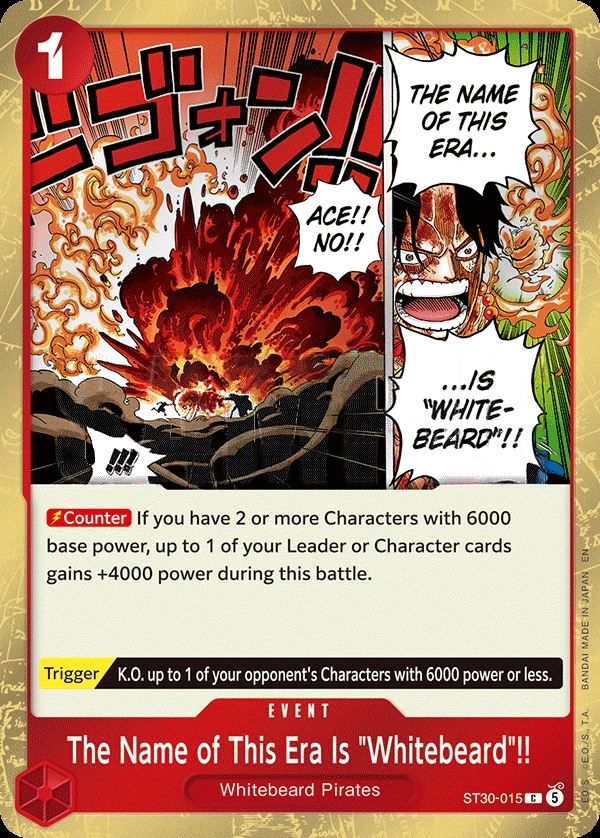 1
ドゴォン!!
THE NAME
OF THIS
ERA...
ACE!!
NO!!
...IS
"WHITE-
BEARD"!!
!!!
Counter If you have 2 or more Characters with 6000
base power, up to 1 of your Leader or Character cards
gains +4000 power during this battle.
Trigger K.O. up to 1 of your opponent's Characters with 6000 power or less.
EVENT
The Name of This Era Is "Whitebeard"!!
Whitebeard Pirates
ST30-015 C 5
E.O.S. ©E.O./S., T.A. BANDAI MADE IN JAPAN EN